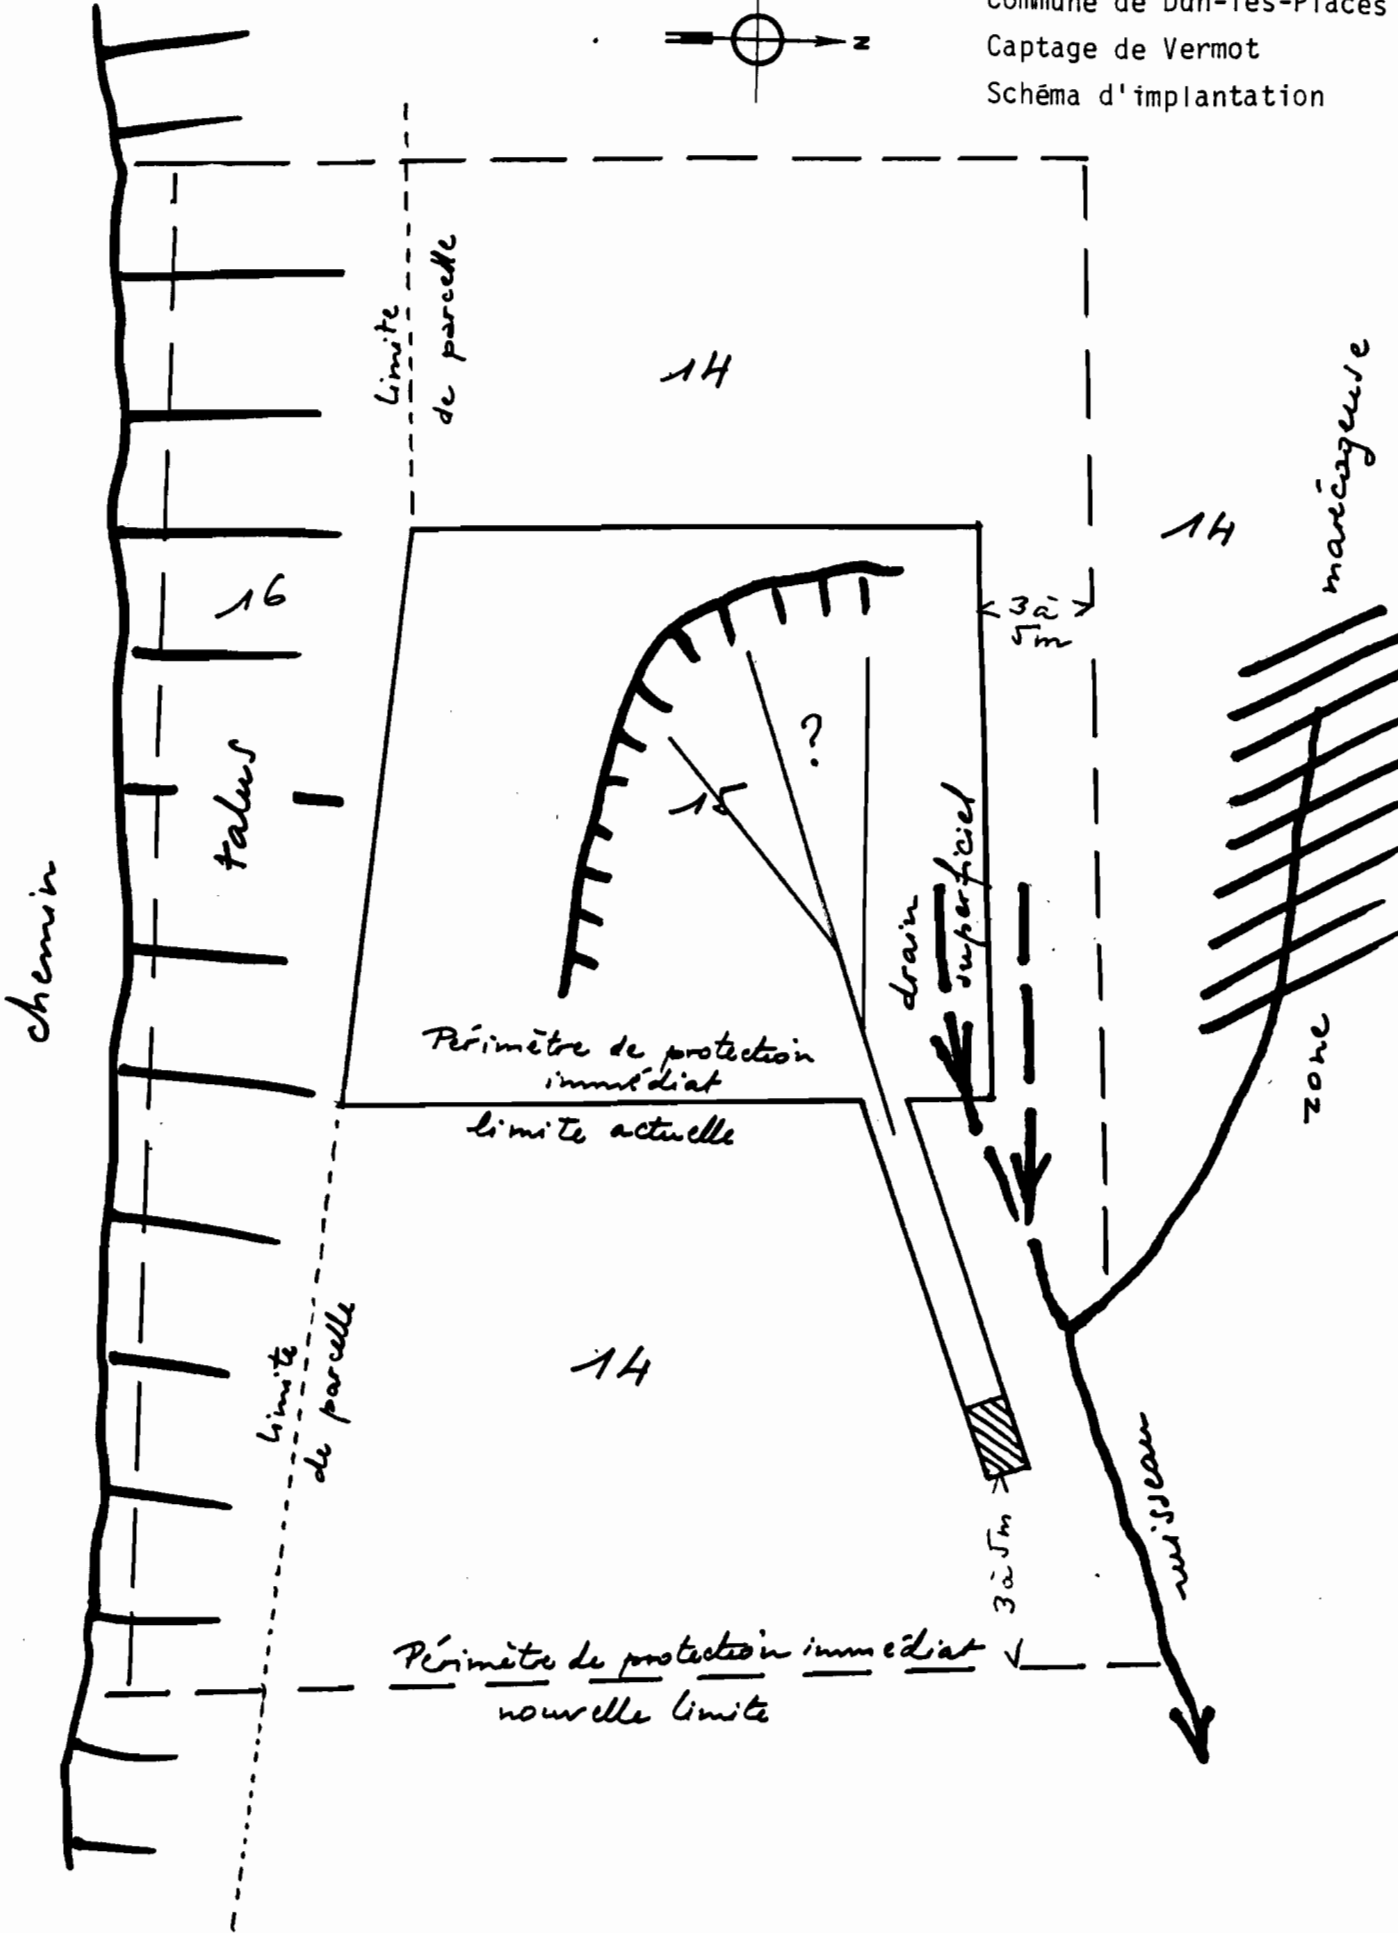 Commune de Dun-les-Places
Captage de Vermot
Schéma d'implantation
N
Limite
de parcelle
14
marécageuse
14
16
3 à
5m
?
talus
15
drain
superficiel
chemin
Périmètre de protection
immédiat
limite actuelle
zone
Limite
de parcelle
14
ruisseau
3 à 5m
Périmètre de protection immédiat
nouvelle limite